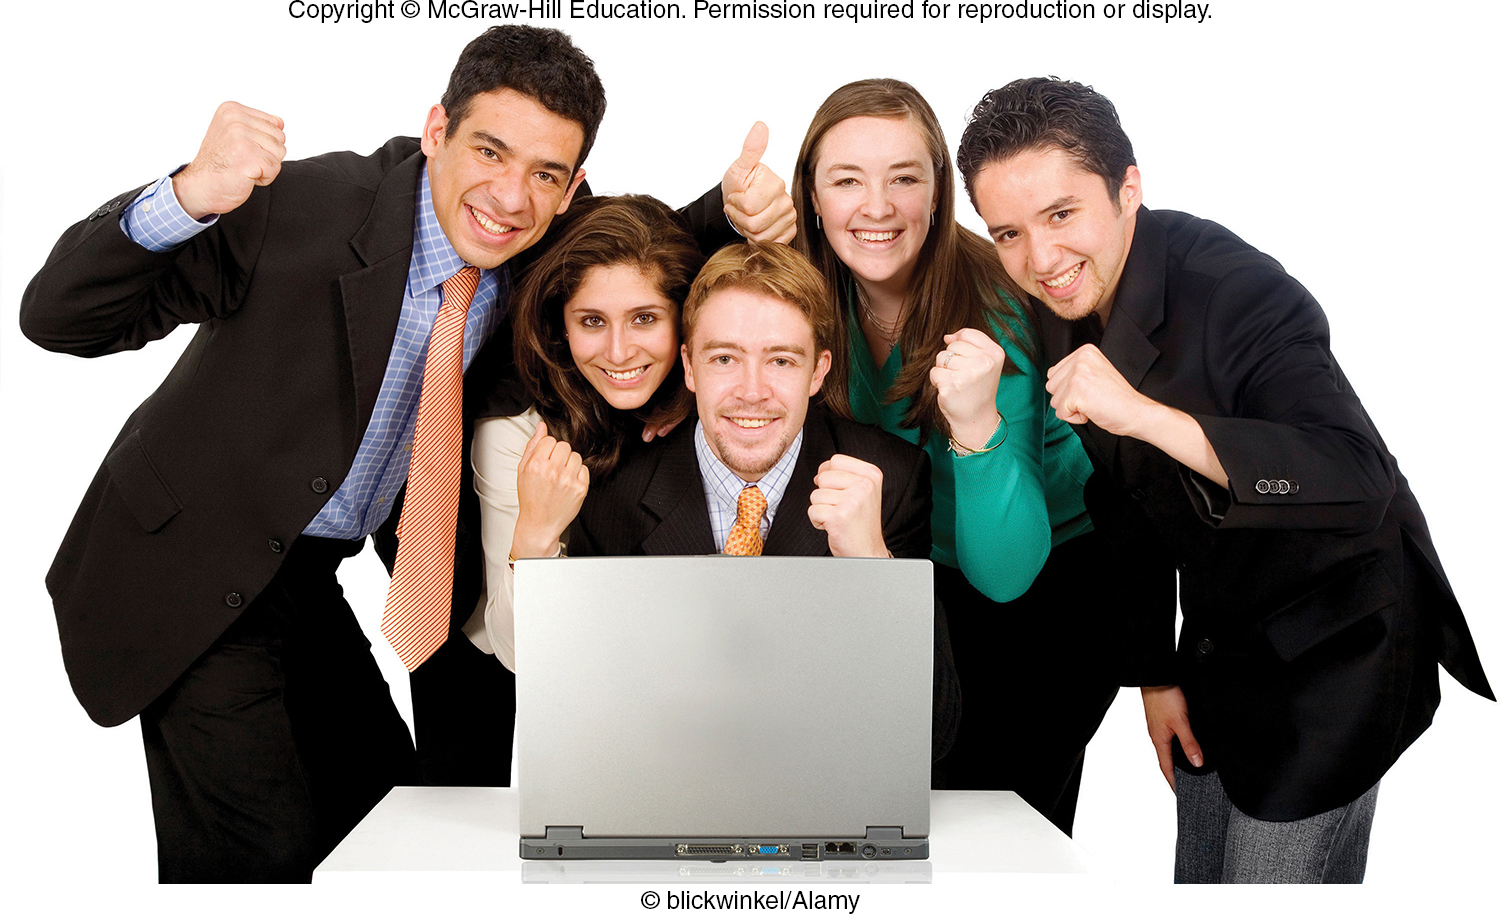 Copyright © McGraw-Hill Education. Permission required for reproduction or display.
© blickwinkel/Alamy